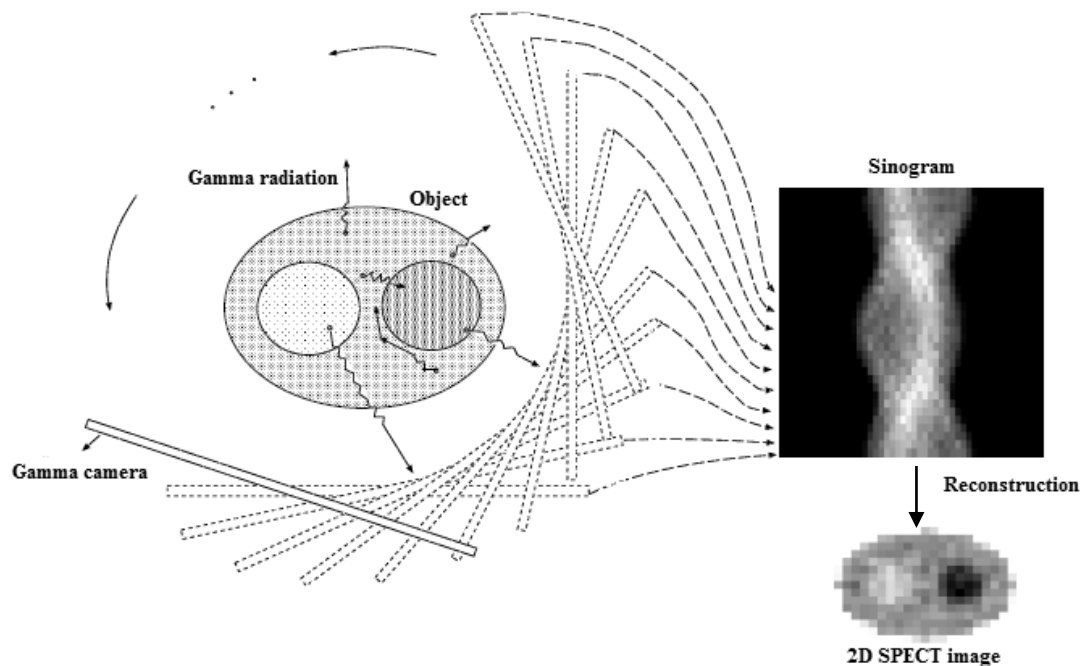 Gamma radiation
Object
Sinogram
Gamma camera
Reconstruction
2D SPECT image